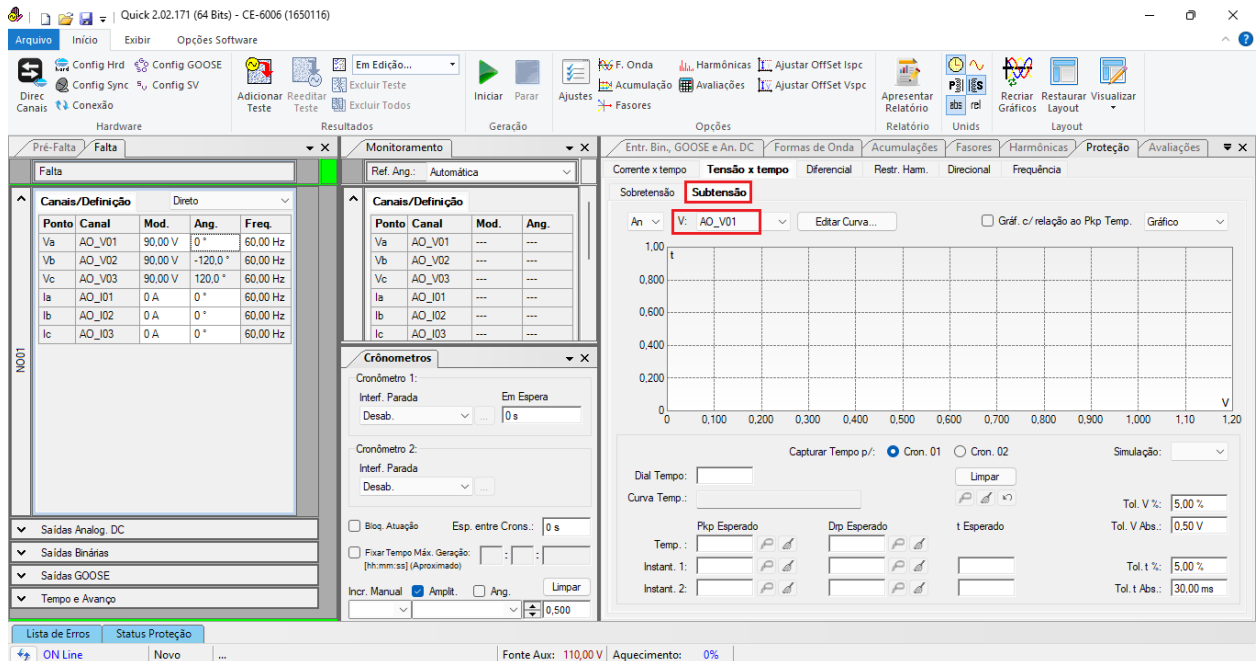 Quick 2.02.171 (64 Bits) - CE-6006 (1650116)
Arquivo Início Exibir Opções Software
Direc Canais
Config Hrd Config GOOSE
Config Sync Config SV
Conexão
Hardware
Adicionar Teste
Reeditar Teste
Em Edição...
Excluir Teste
Excluir Todos
Resultados
Iniciar Parar
Geração
Ajustes
F. Onda Harmônicas Ajustar OffSet Ispc
Acumulação Avaliações Ajustar OffSet Vspc
Fasores
Opções
Apresentar Relatório
Relatório
abs rel
Unids
Recriar Gráficos
Restaurar Layout
Visualizar
Layout
Pré-Falta Falta
Falta
Canais/Definição Direto
Ponto Canal Mod. Ang. Freq.
Va AO_V01 90,00 V 0 ° 60,00 Hz
Vb AO_V02 90,00 V -120,0 ° 60,00 Hz
Vc AO_V03 90,00 V 120,0 ° 60,00 Hz
Ia AO_I01 0 A 0 ° 60,00 Hz
Ib AO_I02 0 A 0 ° 60,00 Hz
Ic AO_I03 0 A 0 ° 60,00 Hz
NO01
Saídas Analog. DC
Saídas Binárias
Saídas GOOSE
Tempo e Avanço
Monitoramento
Ref. Ang.: Automática
Canais/Definição
Ponto Canal Mod. Ang.
Va AO_V01 --- ---
Vb AO_V02 --- ---
Vc AO_V03 --- ---
Ia AO_I01 --- ---
Ib AO_I02 --- ---
Ic AO_I03 --- ---
Crônometros
Cronômetro 1:
Interf. Parada Em Espera
Desab. ... 0 s
Cronômetro 2:
Interf. Parada
Desab. ...
Bloq. Atuação Esp. entre Crons.: 0 s
Fixar Tempo Máx. Geração: : :
[hh:mm:ss] (Aproximado)
Incr. Manual Amplit. Ang. Limpar
0,500
Entr. Bin., GOOSE e An. DC Formas de Onda Acumulações Fasores Harmônicas Proteção Avaliações
Corrente x tempo Tensão x tempo Diferencial Restr. Harm. Direcional Frequência
Sobretensão Subtensão
An V: AO_V01 Editar Curva... Gráf. c/ relação ao Pkp Temp. Gráfico
1,00 t
0,800
0,600
0,400
0,200
0 V
0 0,100 0,200 0,300 0,400 0,500 0,600 0,700 0,800 0,900 1,000 1,10 1,20
Capturar Tempo p/: Cron. 01 Cron. 02 Simulação:
Dial Tempo: Limpar
Curva Temp.: Tol. V %: 5,00 %
Pkp Esperado Drp Esperado t Esperado Tol. V Abs.: 0,50 V
Temp. :
Instant. 1: Tol. t %: 5,00 %
Instant. 2: Tol. t Abs.: 30,00 ms
Lista de Erros Status Proteção
ON Line Novo ... Fonte Aux: 110,00 V Aquecimento: 0%